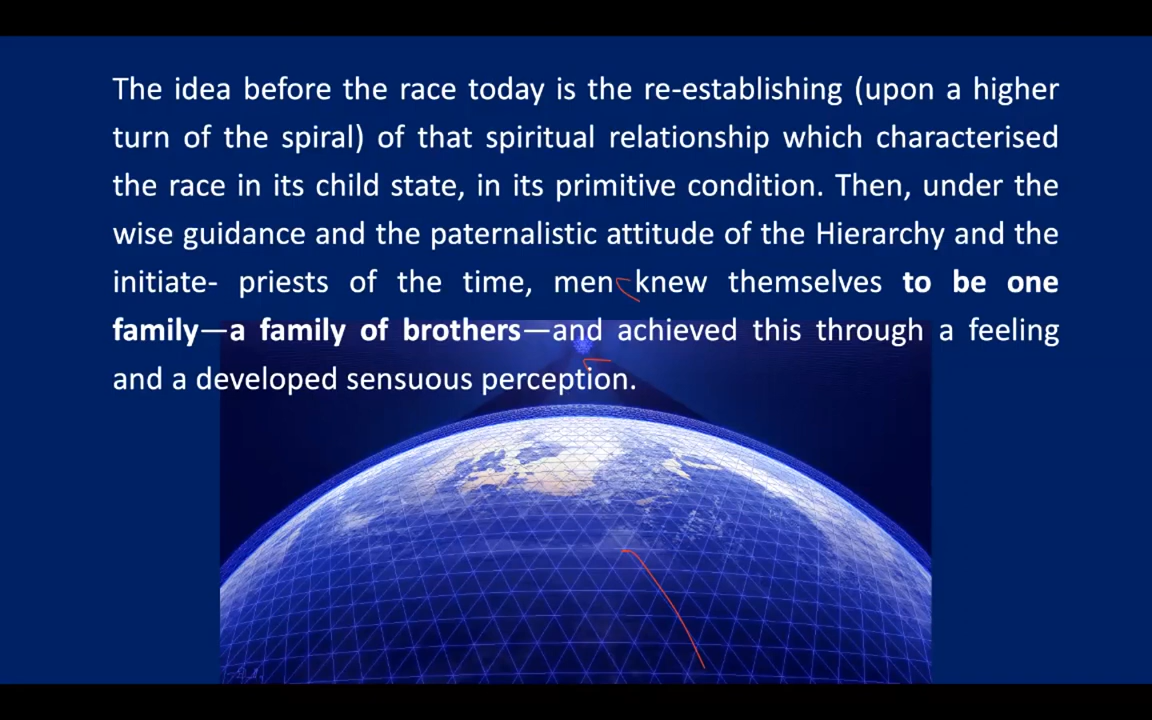 The idea before the race today is the re-establishing (upon a higher
turn of the spiral) of that spiritual relationship which characterised
the race in its child state, in its primitive condition. Then, under the
wise guidance and the paternalistic attitude of the Hierarchy and the
initiate- priests of the time, men knew themselves to be one
family—a family of brothers—and achieved this through a feeling
and a developed sensuous perception.